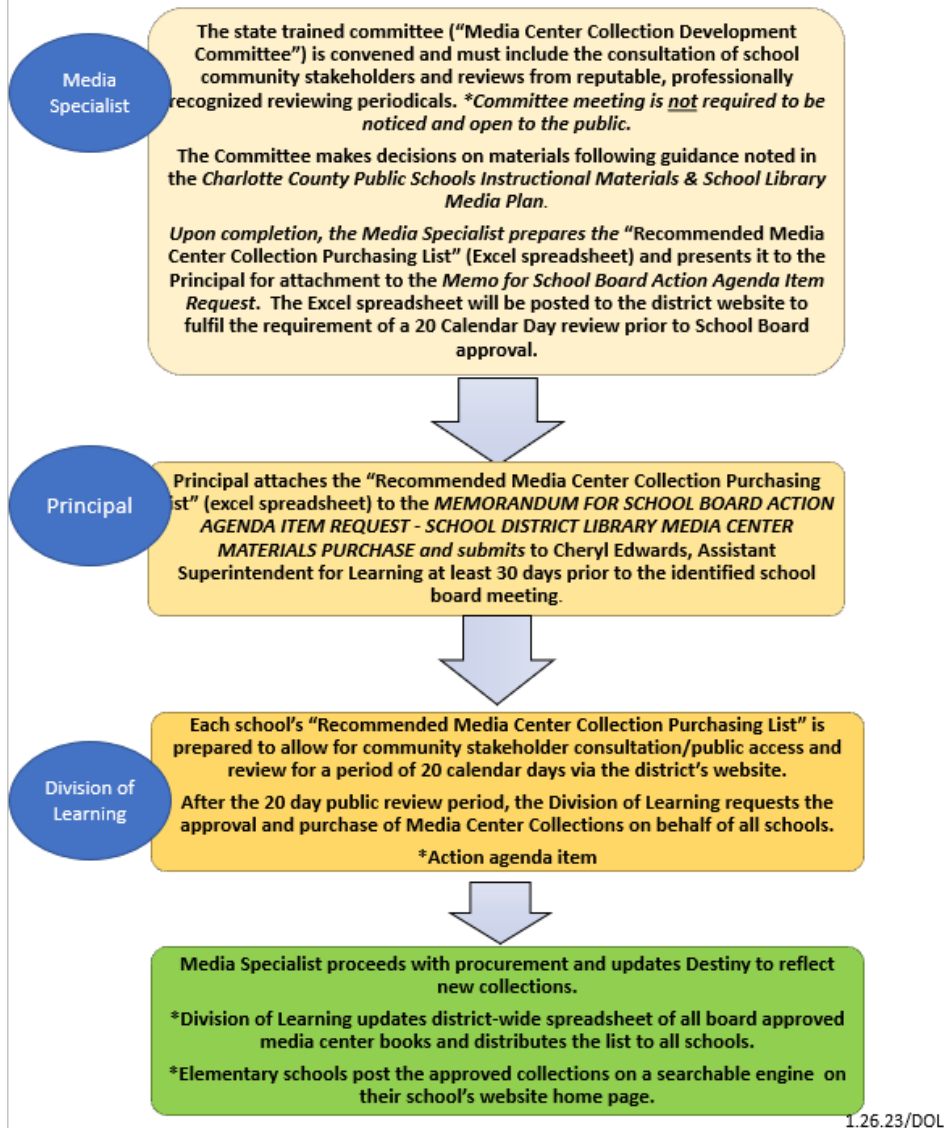 Media
Specialist
The state trained committee (“Media Center Collection Development
Committee”) is convened and must include the consultation of school
community stakeholders and reviews from reputable, professionally
recognized reviewing periodicals. *Committee meeting is not required to be
noticed and open to the public.
The Committee makes decisions on materials following guidance noted in
the Charlotte County Public Schools Instructional Materials & School Library
Media Plan.
Upon completion, the Media Specialist prepares the “Recommended Media
Center Collection Purchasing List” (Excel spreadsheet) and presents it to the
Principal for attachment to the Memo for School Board Action Agenda Item
Request. The Excel spreadsheet will be posted to the district website to
fulfil the requirement of a 20 Calendar Day review prior to School Board
approval.
Principal
Principal attaches the “Recommended Media Center Collection Purchasing
ist” (excel spreadsheet) to the MEMORANDUM FOR SCHOOL BOARD ACTION
AGENDA ITEM REQUEST - SCHOOL DISTRICT LIBRARY MEDIA CENTER
MATERIALS PURCHASE and submits to Cheryl Edwards, Assistant
Superintendent for Learning at least 30 days prior to the identified school
board meeting.
Division of
Learning
Each school’s “Recommended Media Center Collection Purchasing List” is
prepared to allow for community stakeholder consultation/public access and
review for a period of 20 calendar days via the district’s website.
After the 20 day public review period, the Division of Learning requests the
approval and purchase of Media Center Collections on behalf of all schools.
*Action agenda item
Media Specialist proceeds with procurement and updates Destiny to reflect
new collections.
*Division of Learning updates district-wide spreadsheet of all board approved
media center books and distributes the list to all schools.
*Elementary schools post the approved collections on a searchable engine on
their school’s website home page.
1.26.23/DOL